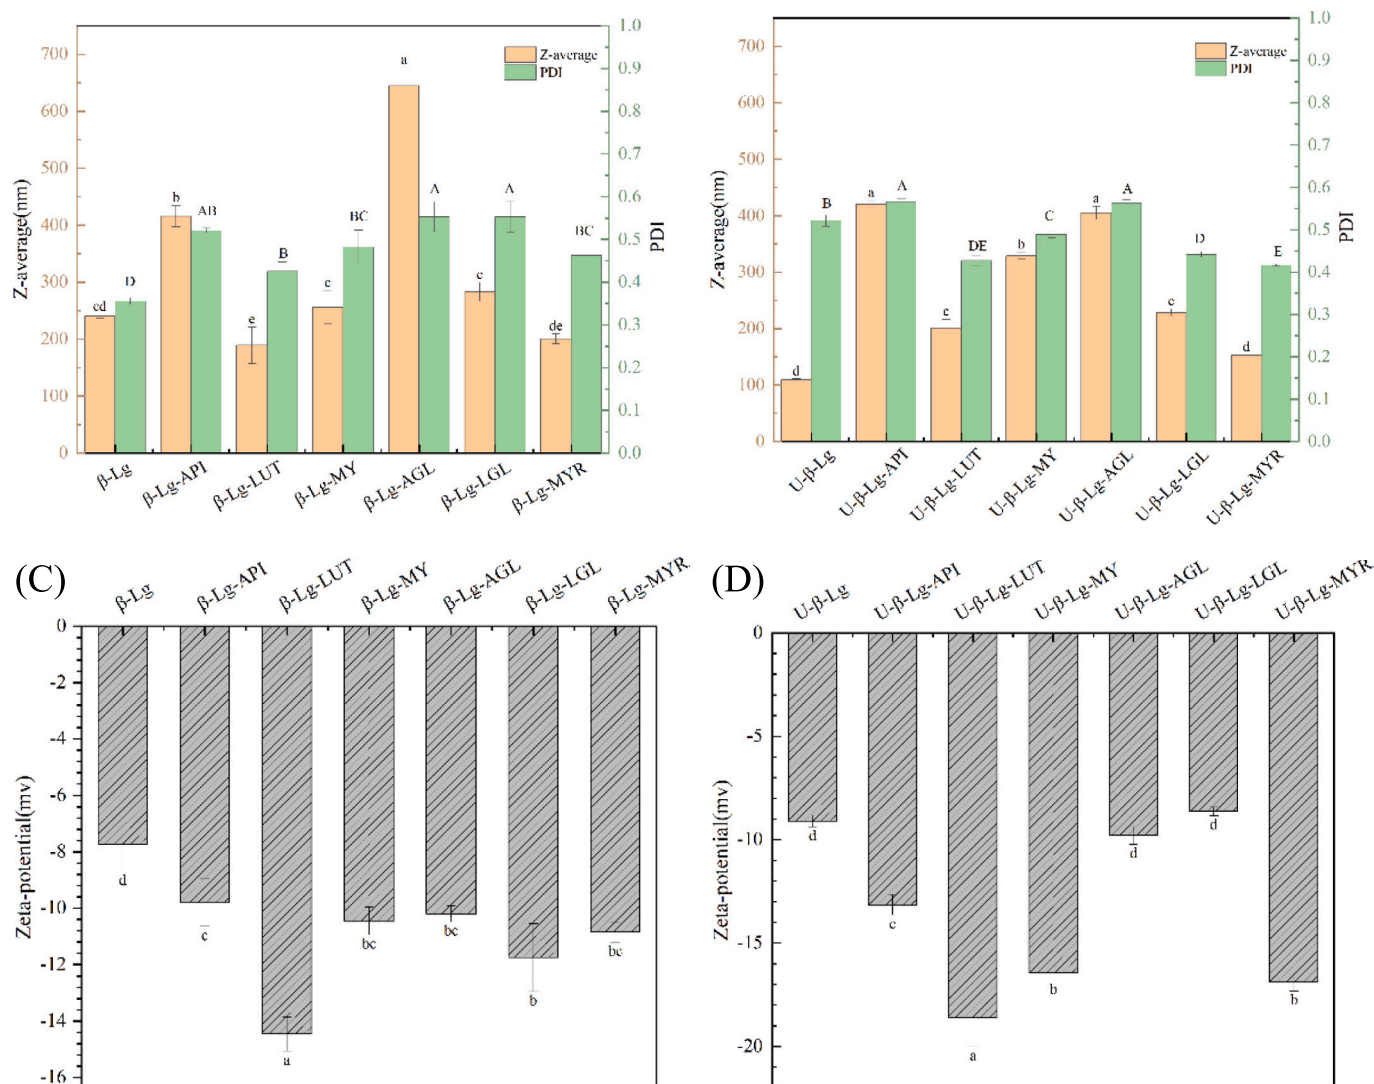 Z-average(nm)
700
600
500
400
300
200
100
0
Z-average
PDI
cd
D
b
AB
e
B
c
BC
a
A
c
A
de
BC
1.0
0.9
0.8
0.7
0.6
0.5
0.4
0.3
0.2
0.1
0.0
PDI
β-Lg
β-Lg-API
β-Lg-LUT
β-Lg-MY
β-Lg-AGL
β-Lg-LGL
β-Lg-MYR
Z-average(nm)
700
600
500
400
300
200
100
0
Z-average
PDI
d
B
a
A
c
DE
b
C
a
A
c
D
d
E
1.0
0.9
0.8
0.7
0.6
0.5
0.4
0.3
0.2
0.1
0.0
PDI
U-β-Lg
U-β-Lg-API
U-β-Lg-LUT
U-β-Lg-MY
U-β-Lg-AGL
U-β-Lg-LGL
U-β-Lg-MYR
(C)
β-Lg
β-Lg-API
β-Lg-LUT
β-Lg-MY
β-Lg-AGL
β-Lg-LGL
β-Lg-MYR
Zeta-potential(mv)
0
-2
-4
-6
-8
-10
-12
-14
-16
d
c
a
bc
bc
b
bc
(D)
U-β-Lg
U-β-Lg-API
U-β-Lg-LUT
U-β-Lg-MY
U-β-Lg-AGL
U-β-Lg-LGL
U-β-Lg-MYR
Zeta-potential(mv)
0
-5
-10
-15
-20
d
c
a
b
d
d
b